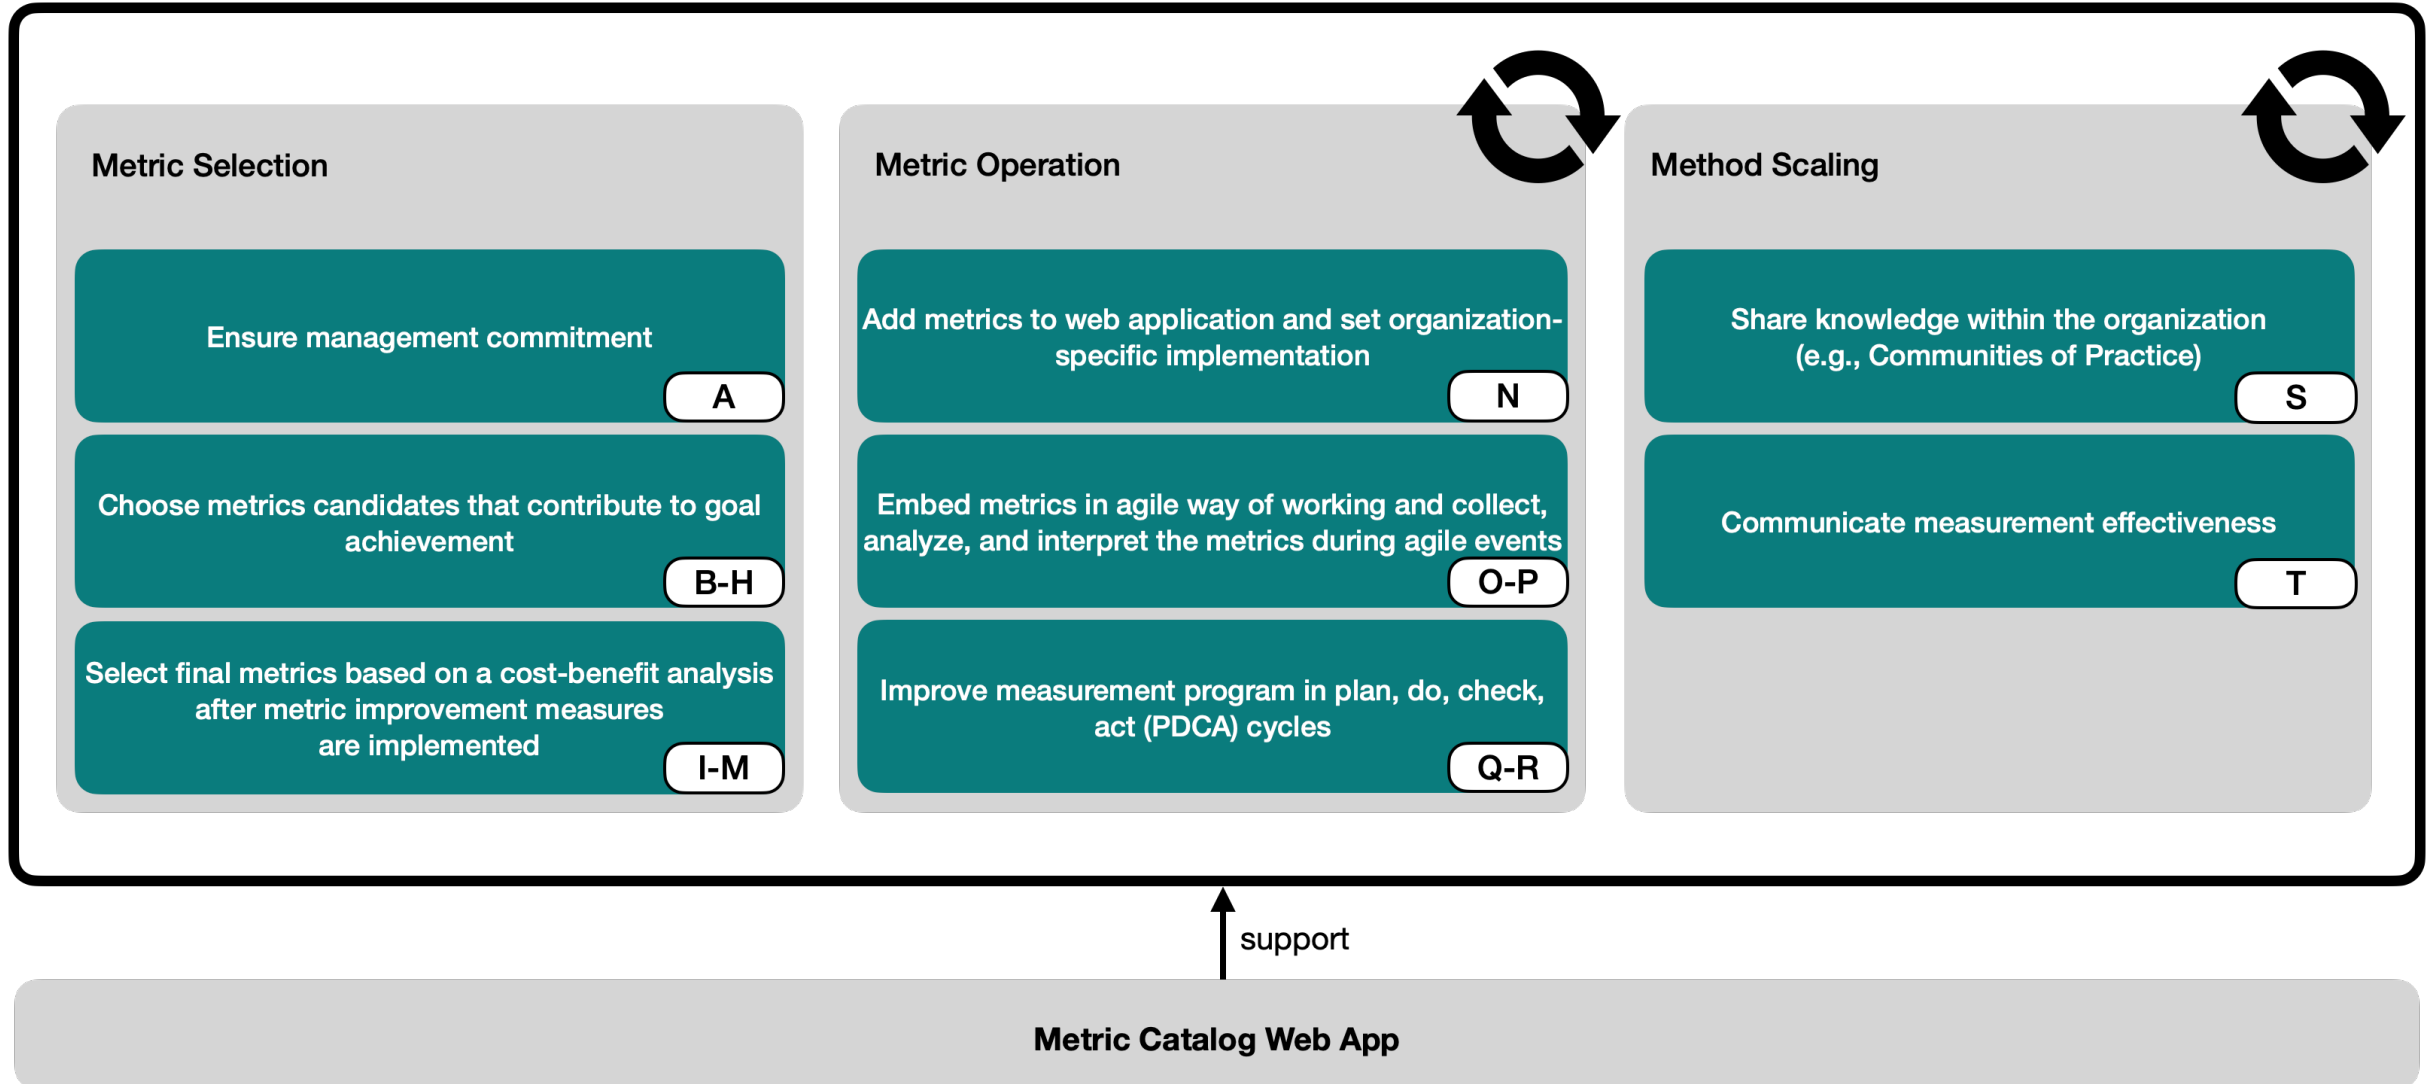 Metric Selection
Ensure management commitment
A
Choose metrics candidates that contribute to goal
achievement
B-H
Select final metrics based on a cost-benefit analysis
after metric improvement measures
are implemented
I-M
Metric Operation
Add metrics to web application and set organization-
specific implementation
N
Embed metrics in agile way of working and collect,
analyze, and interpret the metrics during agile events
O-P
Improve measurement program in plan, do, check,
act (PDCA) cycles
Q-R
Method Scaling
Share knowledge within the organization
(e.g., Communities of Practice)
S
Communicate measurement effectiveness
T
support
Metric Catalog Web App